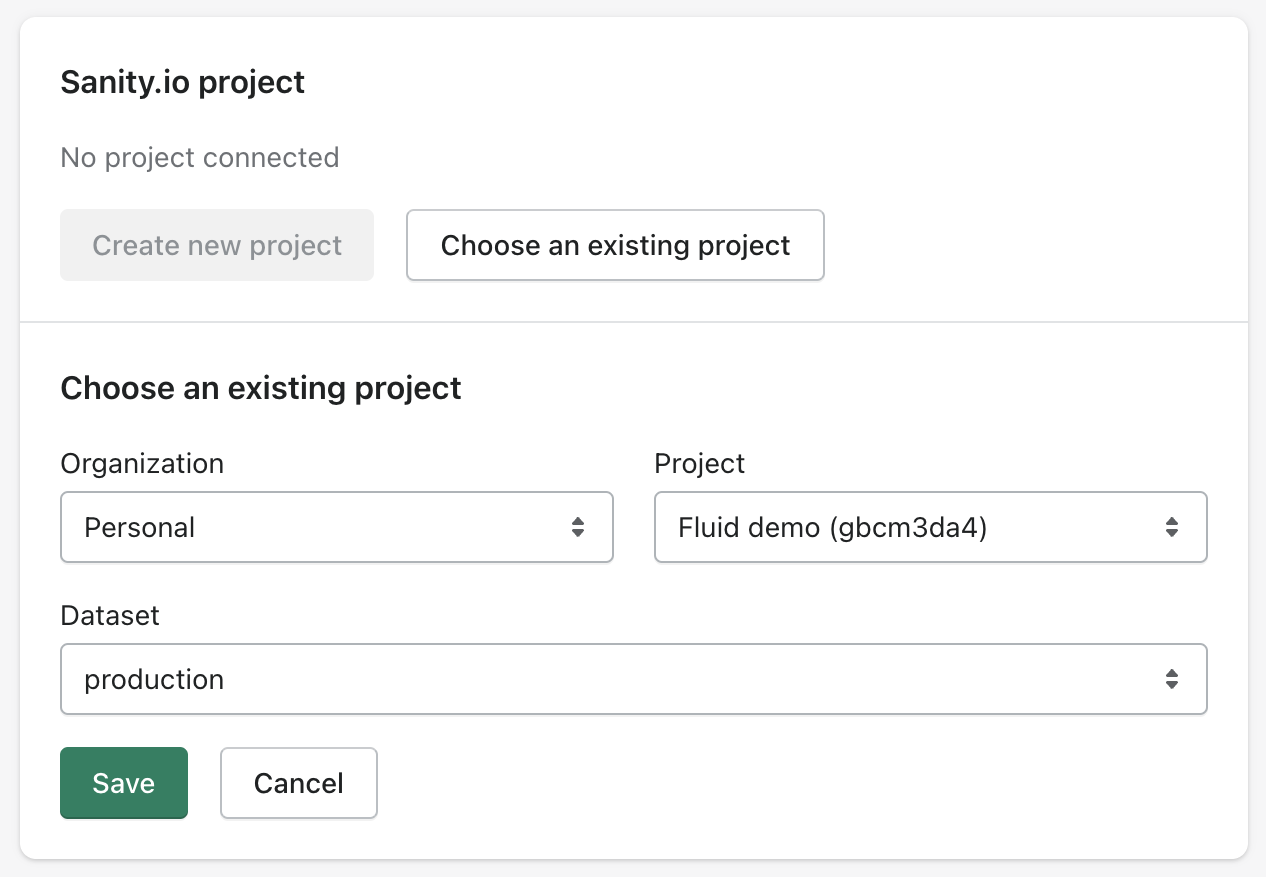 Sanity.io project
No project connected
Create new project
Choose an existing project
Choose an existing project
Organization
Project
Personal
Fluid demo (gbcm3da4)
Dataset
production
Save
Cancel